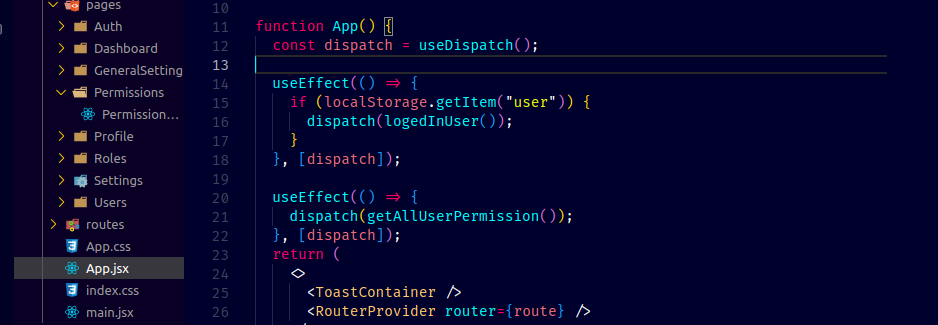 pages
Auth
Dashboard
GeneralSetting
Permissions
Permission...
Profile
Roles
Settings
Users
routes
App.css
App.jsx
index.css
main.jsx
10
11 function App() {
12 const dispatch = useDispatch();
13
14 useEffect(() => {
15 if (localStorage.getItem("user")) {
16 dispatch(logedInUser());
17 }
18 }, [dispatch]);
19
20 useEffect(() => {
21 dispatch(getAllUserPermission());
22 }, [dispatch]);
23 return (
24 <>
25 <ToastContainer />
26 <RouterProvider router={route} />